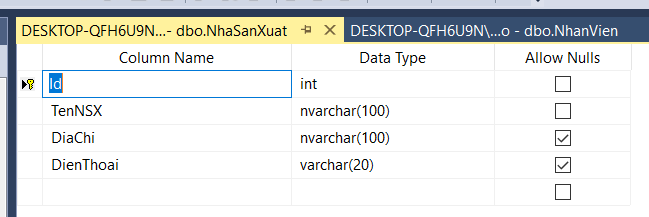 DESKTOP-QFH6U9N...- dbo.NhaSanXuat DESKTOP-QFH6U9N\...o - dbo.NhanVien
Column Name Data Type Allow Nulls
Id int
TenNSX nvarchar(100)
DiaChi nvarchar(100)
DienThoai varchar(20)